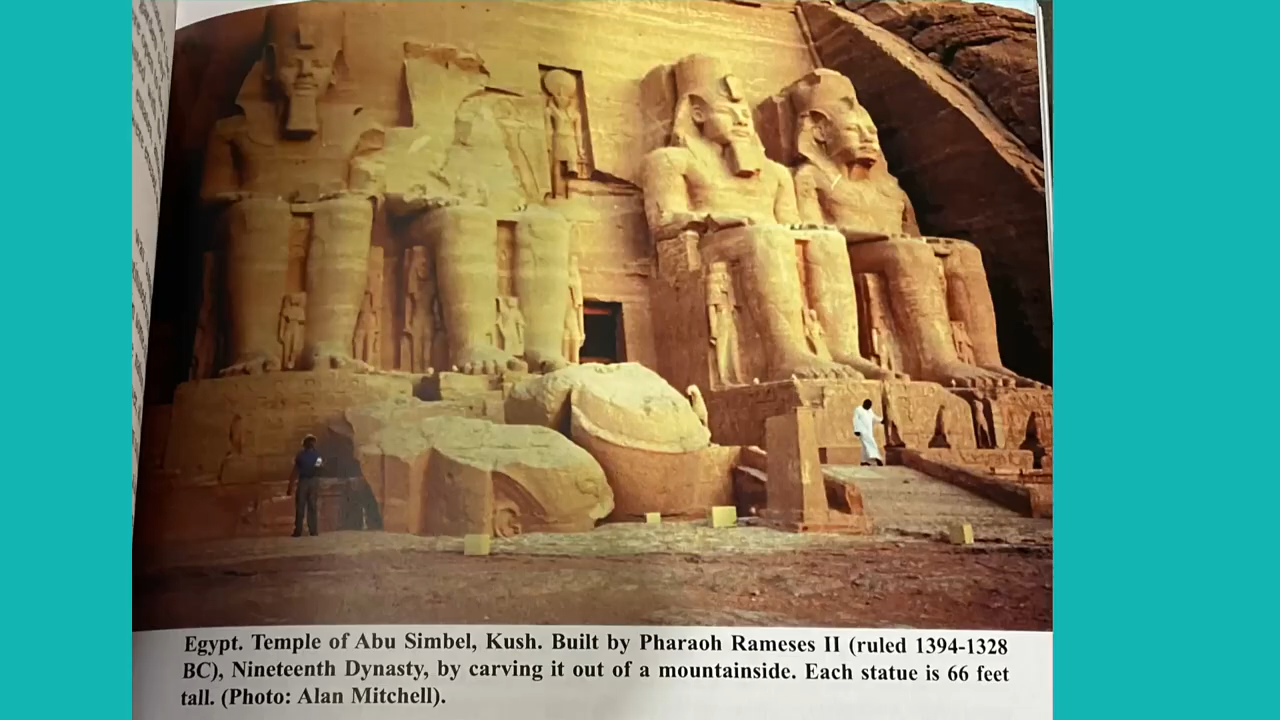 Egypt. Temple of Abu Simbel, Kush. Built by Pharaoh Rameses II (ruled 1394-1328
BC), Nineteenth Dynasty, by carving it out of a mountainside. Each statue is 66 feet
tall. (Photo: Alan Mitchell).